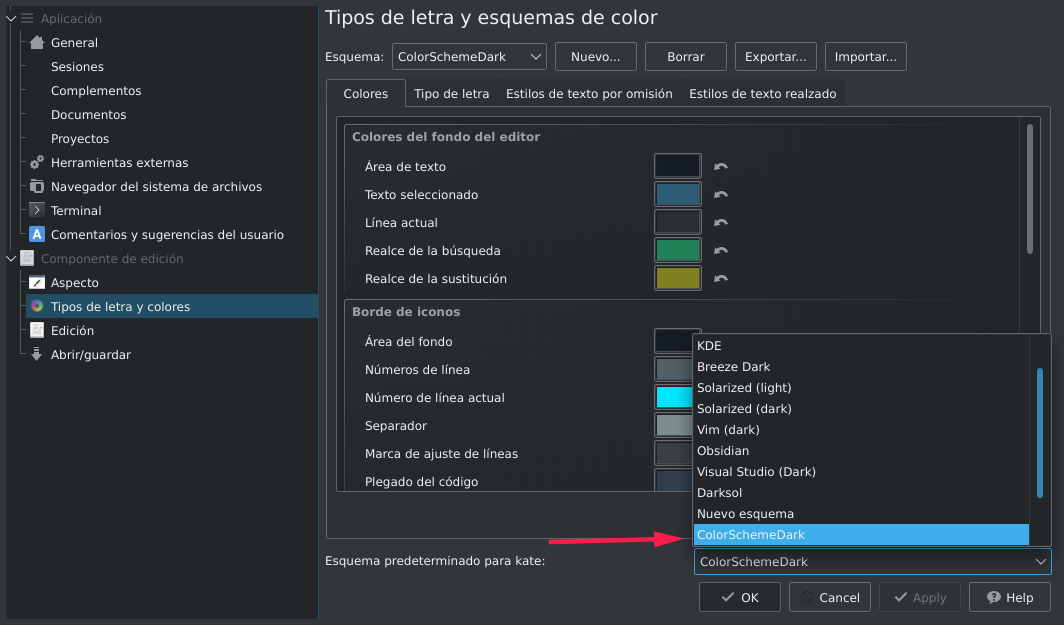 Aplicación
General
Sesiones
Complementos
Documentos
Proyectos
Herramientas externas
Navegador del sistema de archivos
Terminal
A Comentarios y sugerencias del usuario
Componente de edición
Aspecto
Tipos de letra y colores
Edición
Abrir/guardar
Tipos de letra y esquemas de color
Esquema: ColorSchemeDark Nuevo... Borrar Exportar... Importar...
Colores Tipo de letra Estilos de texto por omisión Estilos de texto realzado
Colores del fondo del editor
Área de texto
Texto seleccionado
Línea actual
Realce de la búsqueda
Realce de la sustitución
Borde de iconos
Área del fondo
Números de línea
Número de línea actual
Separador
Marca de ajuste de líneas
Plegado del código
KDE
Breeze Dark
Solarized (light)
Solarized (dark)
Vim (dark)
Obsidian
Visual Studio (Dark)
Darksol
Nuevo esquema
ColorSchemeDark
Esquema predeterminado para kate: ColorSchemeDark
OK Cancel Apply Help